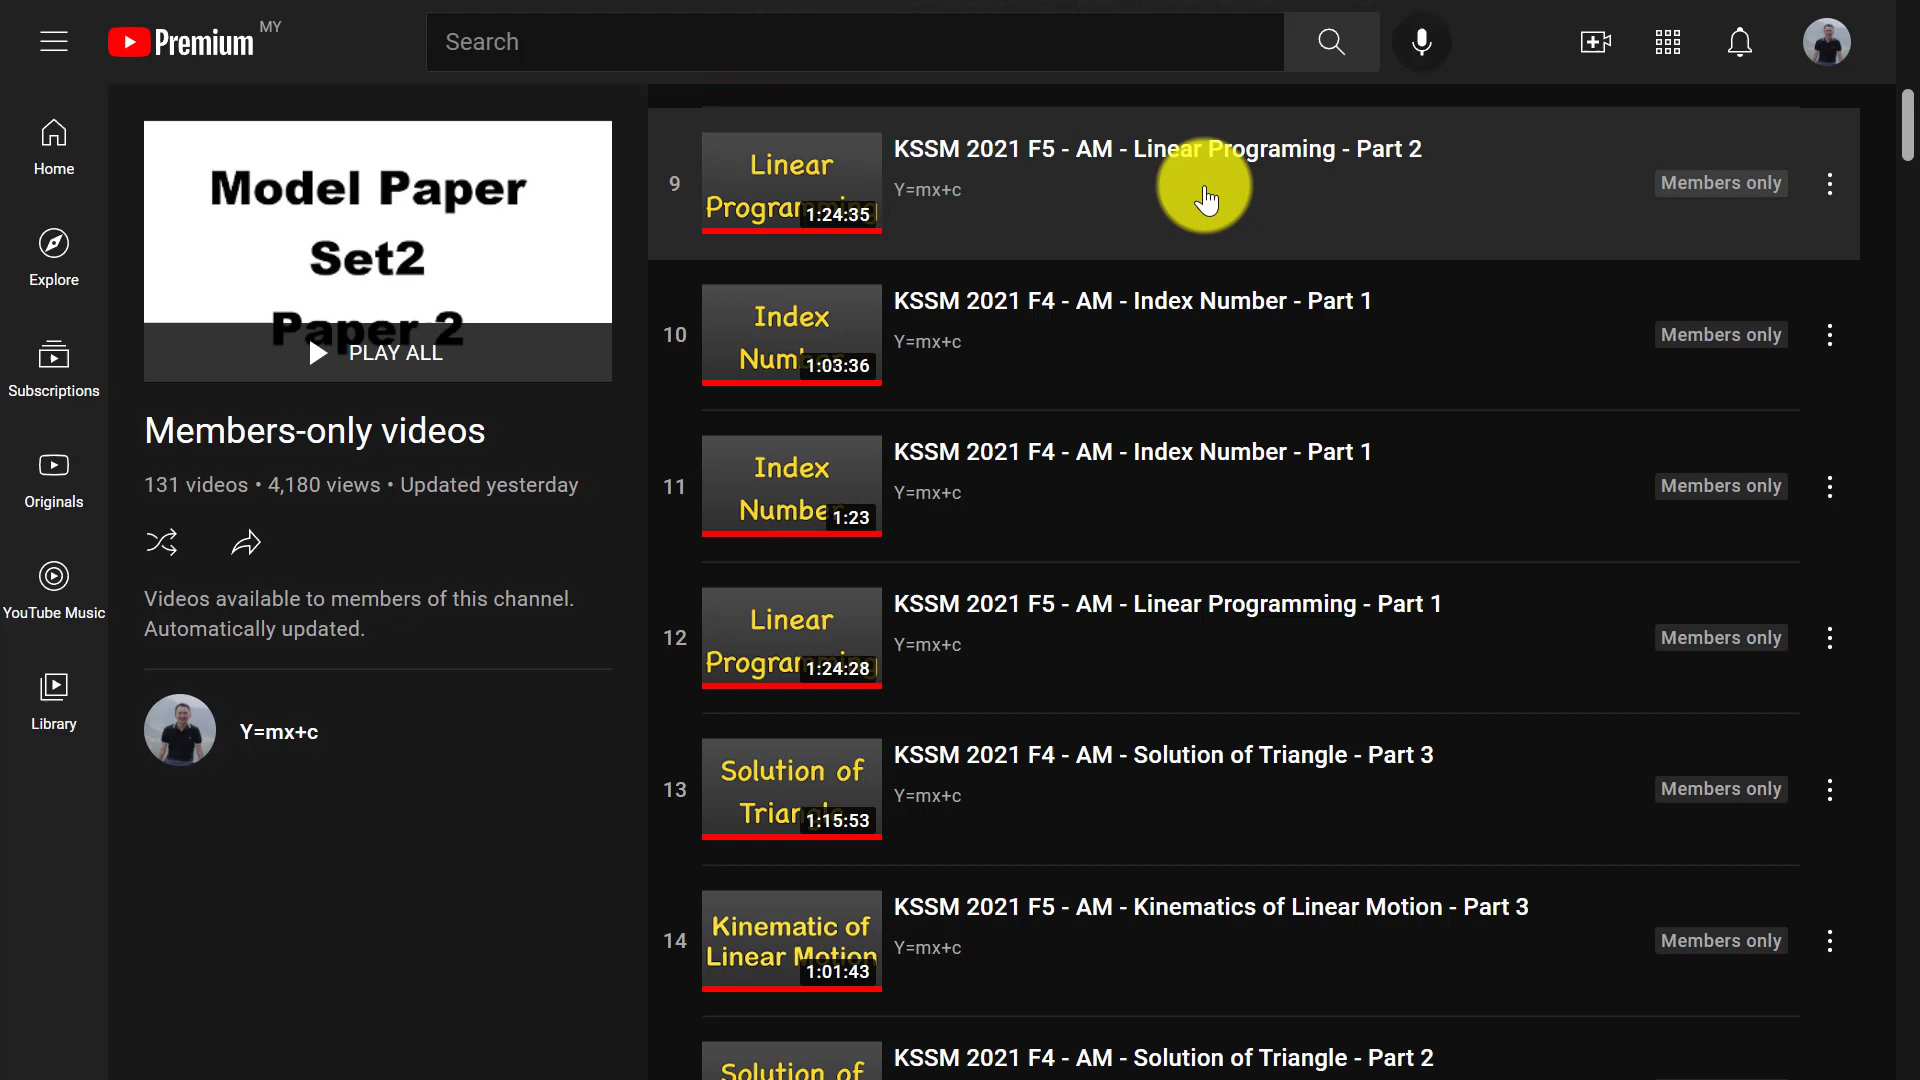 Premium MY
Search
Home
Explore
Subscriptions
Originals
YouTube Music
Library
Model Paper
Set2
Paper 2
PLAY ALL
Members-only videos
131 videos • 4,180 views • Updated yesterday
Videos available to members of this channel.
Automatically updated.
Y=mx+c
9
Linear
Programming
1:24:35
KSSM 2021 F5 - AM - Linear Programing - Part 2
Y=mx+c
Members only
10
Index
Number
1:03:36
KSSM 2021 F4 - AM - Index Number - Part 1
Y=mx+c
Members only
11
Index
Number
1:23
KSSM 2021 F4 - AM - Index Number - Part 1
Y=mx+c
Members only
12
Linear
Programming
1:24:28
KSSM 2021 F5 - AM - Linear Programming - Part 1
Y=mx+c
Members only
13
Solution of
Triangle
1:15:53
KSSM 2021 F4 - AM - Solution of Triangle - Part 3
Y=mx+c
Members only
14
Kinematic of
Linear Motion
1:01:43
KSSM 2021 F5 - AM - Kinematics of Linear Motion - Part 3
Y=mx+c
Members only
Solution of
KSSM 2021 F4 - AM - Solution of Triangle - Part 2